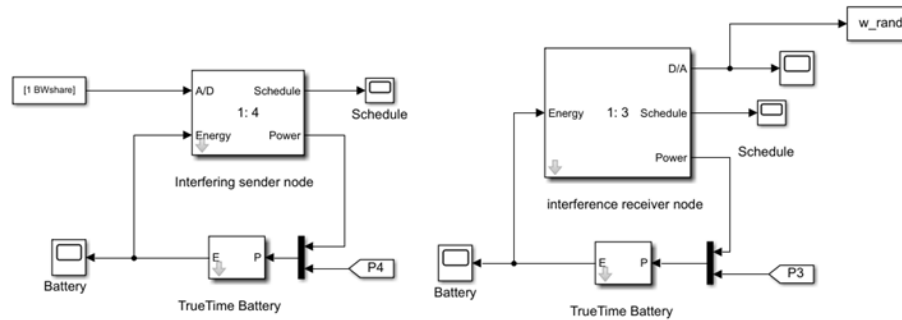 w_rand
[1 BWshare]
A/D
Schedule
1: 4
Energy
Power
Schedule
Interfering sender node
Battery
E
P
P4
TrueTime Battery
D/A
Energy
1: 3
Schedule
Power
Schedule
interference receiver node
Battery
E
P
P3
TrueTime Battery